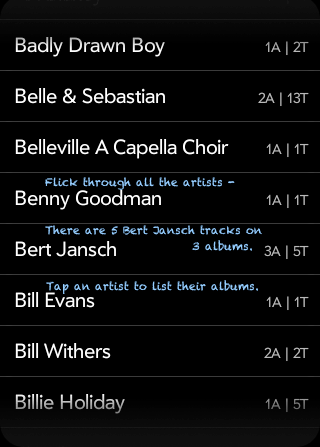 Badly Drawn Boy 1A | 2T
Belle & Sebastian 2A | 13T
Belleville A Capella Choir 1A | 1T
Flick through all the artists -
Benny Goodman 1A | 1T
There are 5 Bert Jansch tracks on
3 albums.
Bert Jansch 3A | 5T
Tap an artist to list their albums.
Bill Evans 1A | 1T
Bill Withers 2A | 2T
Billie Holiday 1A | 5T